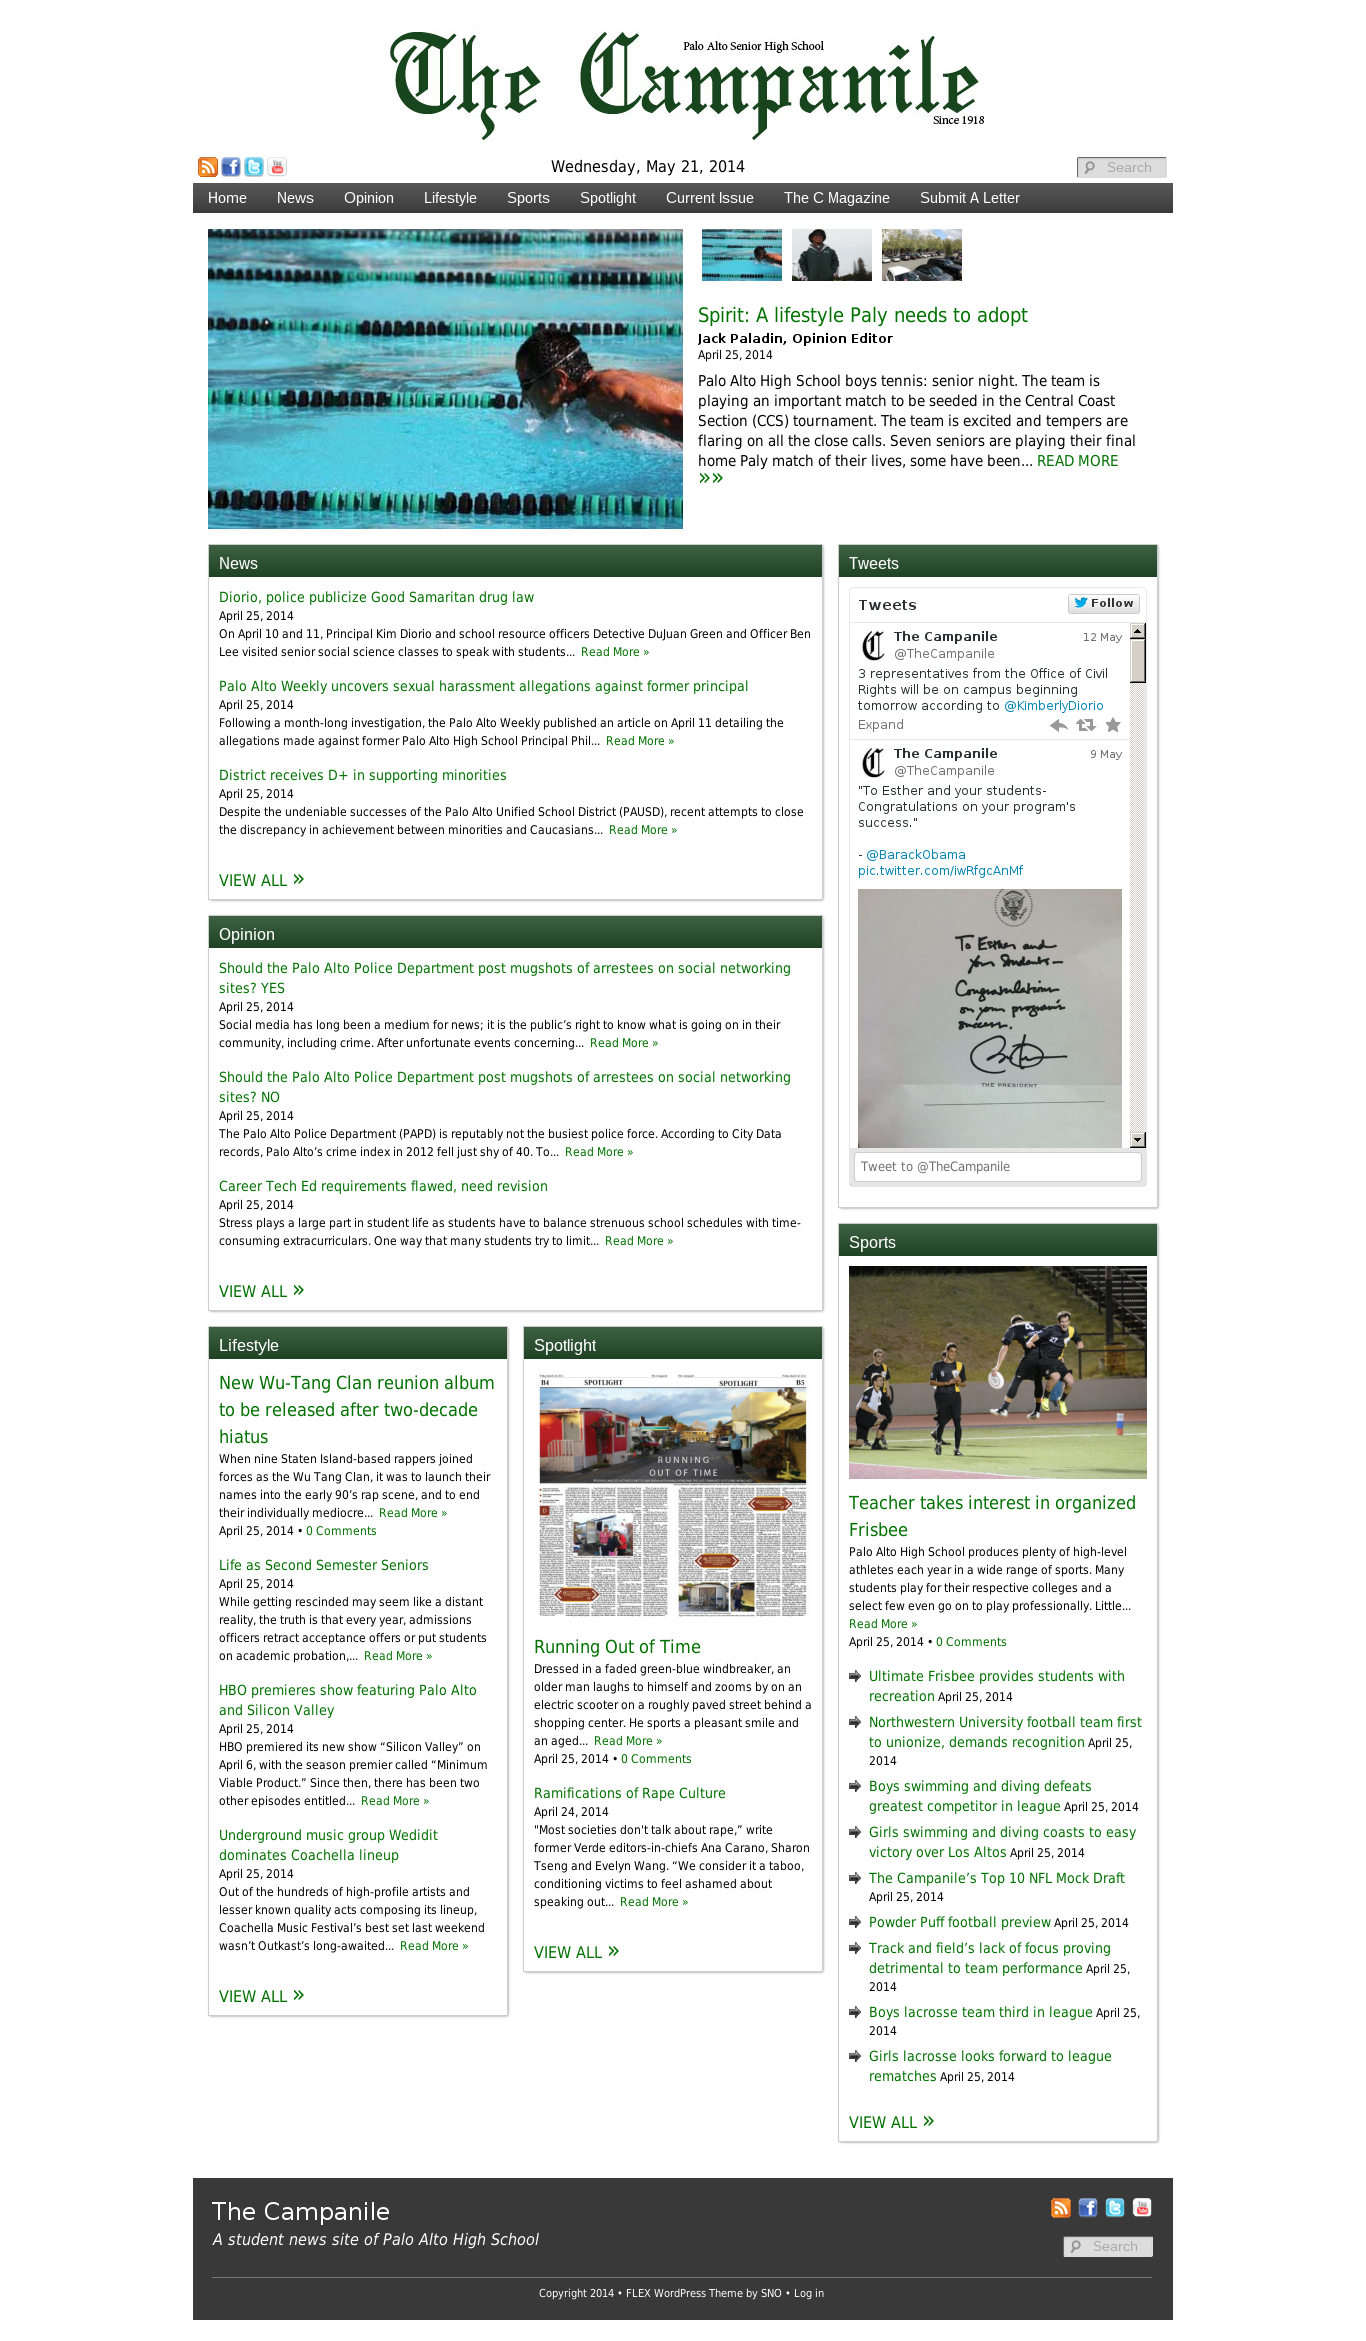 The Campanile
Palo Alto Senior High School
Since 1918
Wednesday, May 21, 2014
Search
Home News Opinion Lifestyle Sports Spotlight Current Issue The C Magazine Submit A Letter
Spirit: A lifestyle Paly needs to adopt
Jack Paladin, Opinion Editor
April 25, 2014
Palo Alto High School boys tennis: senior night. The team is
playing an important match to be seeded in the Central Coast
Section (CCS) tournament. The team is excited and tempers are
flaring on all the close calls. Seven seniors are playing their final
home Paly match of their lives, some have been... READ MORE
»»
News
Diorio, police publicize Good Samaritan drug law
April 25, 2014
On April 10 and 11, Principal Kim Diorio and school resource officers Detective DuJuan Green and Officer Ben
Lee visited senior social science classes to speak with students... Read More »
Palo Alto Weekly uncovers sexual harassment allegations against former principal
April 25, 2014
Following a month-long investigation, the Palo Alto Weekly published an article on April 11 detailing the
allegations made against former Palo Alto High School Principal Phil... Read More »
District receives D+ in supporting minorities
April 25, 2014
Despite the undeniable successes of the Palo Alto Unified School District (PAUSD), recent attempts to close
the discrepancy in achievement between minorities and Caucasians... Read More »
VIEW ALL »
Opinion
Should the Palo Alto Police Department post mugshots of arrestees on social networking
sites? YES
April 25, 2014
Social media has long been a medium for news; it is the public’s right to know what is going on in their
community, including crime. After unfortunate events concerning... Read More »
Should the Palo Alto Police Department post mugshots of arrestees on social networking
sites? NO
April 25, 2014
The Palo Alto Police Department (PAPD) is reputably not the busiest police force. According to City Data
records, Palo Alto’s crime index in 2012 fell just shy of 40. To... Read More »
Career Tech Ed requirements flawed, need revision
April 25, 2014
Stress plays a large part in student life as students have to balance strenuous school schedules with time-
consuming extracurriculars. One way that many students try to limit... Read More »
VIEW ALL »
Lifestyle
New Wu-Tang Clan reunion album
to be released after two-decade
hiatus
When nine Staten Island-based rappers joined
forces as the Wu Tang Clan, it was to launch their
names into the early 90’s rap scene, and to end
their individually mediocre... Read More »
April 25, 2014 • 0 Comments
Life as Second Semester Seniors
April 25, 2014
While getting rescinded may seem like a distant
reality, the truth is that every year, admissions
officers retract acceptance offers or put students
on academic probation,... Read More »
HBO premieres show featuring Palo Alto
and Silicon Valley
April 25, 2014
HBO premiered its new show “Silicon Valley” on
April 6, with the season premier called “Minimum
Viable Product.” Since then, there has been two
other episodes entitled... Read More »
Underground music group Wedidit
dominates Coachella lineup
April 25, 2014
Out of the hundreds of high-profile artists and
lesser known quality acts composing its lineup,
Coachella Music Festival’s best set last weekend
wasn’t Outkast’s long-awaited... Read More »
VIEW ALL »
Spotlight
B4 SPOTLIGHT SPOTLIGHT B5
RUNNING
OUT OF TIME
Running Out of Time
Dressed in a faded green-blue windbreaker, an
older man laughs to himself and zooms by on an
electric scooter on a roughly paved street behind a
shopping center. He sports a pleasant smile and
an aged... Read More »
April 25, 2014 • 0 Comments
Ramifications of Rape Culture
April 24, 2014
"Most societies don't talk about rape,” write
former Verde editors-in-chiefs Ana Carano, Sharon
Tseng and Evelyn Wang. “We consider it a taboo,
conditioning victims to feel ashamed about
speaking out... Read More »
VIEW ALL »
Tweets
Tweets Follow
The Campanile 12 May
@TheCampanile
3 representatives from the Office of Civil
Rights will be on campus beginning
tomorrow according to @KimberlyDiorio
Expand
The Campanile 9 May
@TheCampanile
"To Esther and your students-
Congratulations on your program's
success."
- @BarackObama
pic.twitter.com/iwRfgcAnMf
To Esther and
your students—
Congratulations
on your program's
success.
THE PRESIDENT
Tweet to @TheCampanile
Sports
Teacher takes interest in organized
Frisbee
Palo Alto High School produces plenty of high-level
athletes each year in a wide range of sports. Many
students play for their respective colleges and a
select few even go on to play professionally. Little...
Read More »
April 25, 2014 • 0 Comments
Ultimate Frisbee provides students with
recreation April 25, 2014
Northwestern University football team first
to unionize, demands recognition April 25,
2014
Boys swimming and diving defeats
greatest competitor in league April 25, 2014
Girls swimming and diving coasts to easy
victory over Los Altos April 25, 2014
The Campanile’s Top 10 NFL Mock Draft
April 25, 2014
Powder Puff football preview April 25, 2014
Track and field’s lack of focus proving
detrimental to team performance April 25,
2014
Boys lacrosse team third in league April 25,
2014
Girls lacrosse looks forward to league
rematches April 25, 2014
VIEW ALL »
The Campanile
A student news site of Palo Alto High School
Search
Copyright 2014 • FLEX WordPress Theme by SNO • Log in